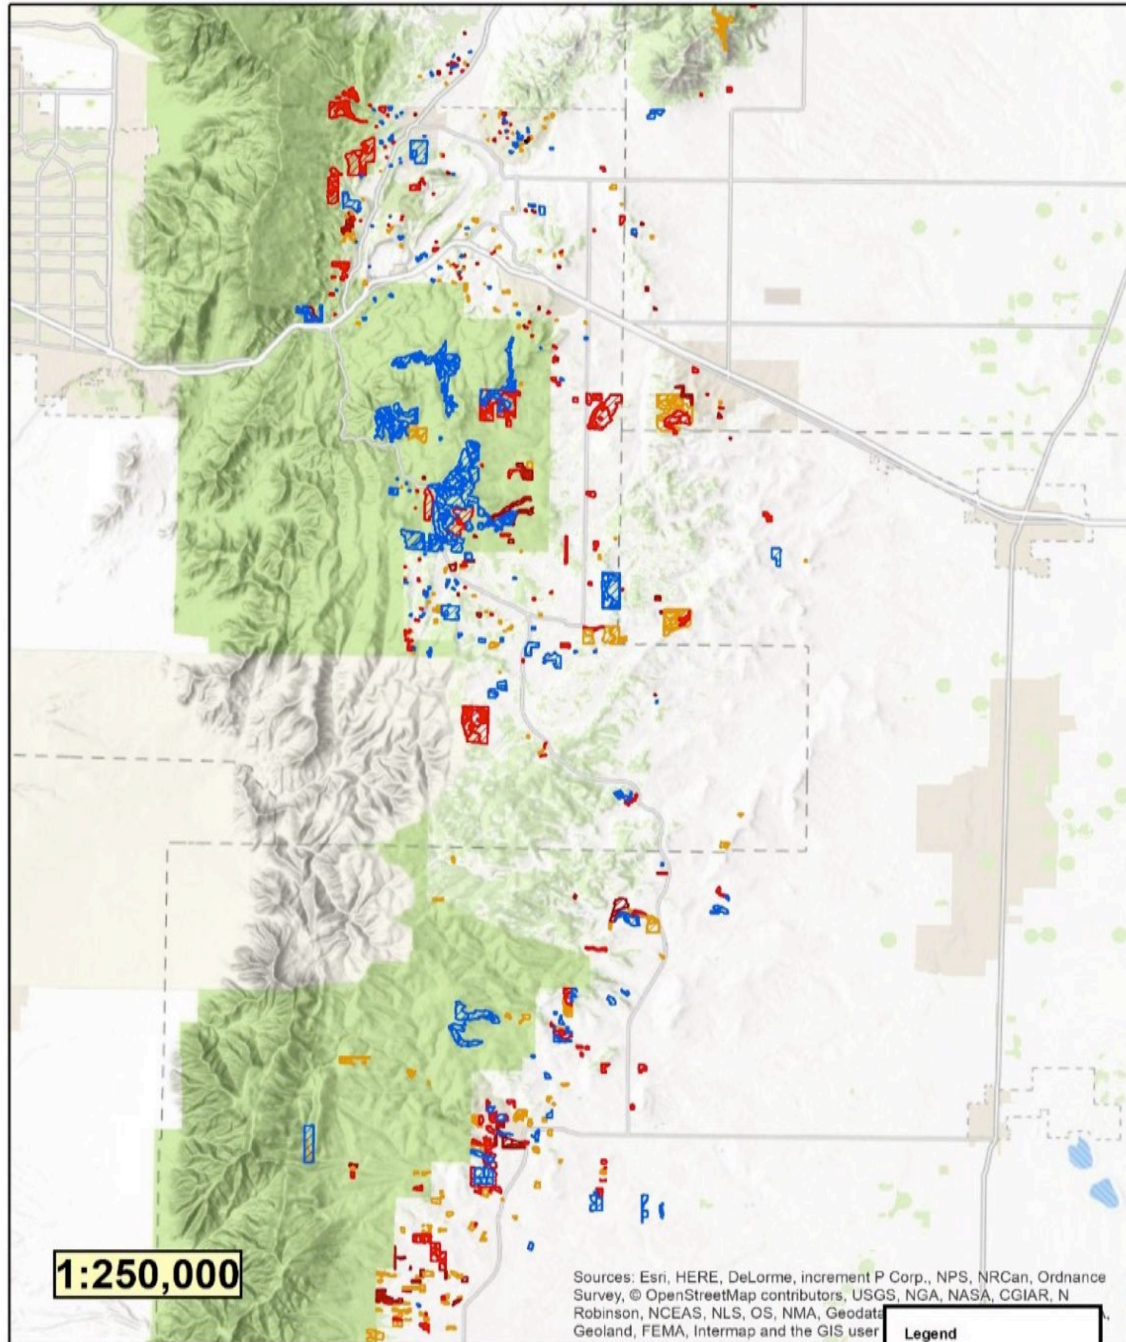 1:250,000
Sources: Esri, HERE, DeLorme, increment P Corp., NPS, NRCan, Ordnance
Survey, © OpenStreetMap contributors, USGS, NGA, NASA, CGIAR, N
Robinson, NCEAS, NLS, OS, NMA, Geodata
Geoland, FEMA, Intermap and the GIS user
Legend